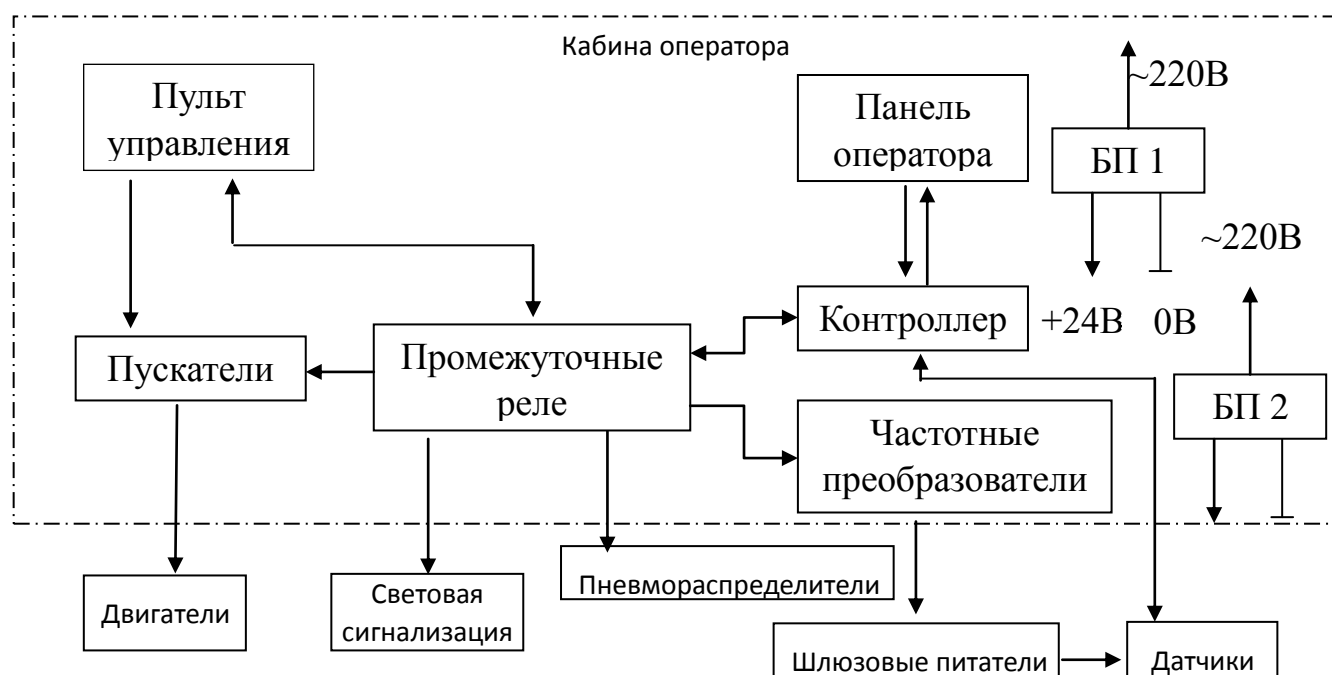 Кабина оператора
Пульт
управления
Панель
оператора
~220В
БП 1
~220В
Контроллер
+24В
0В
Пускатели
Промежуточные
реле
БП 2
Частотные
преобразователи
Двигатели
Световая
сигнализация
Пневмораспределители
Шлюзовые питатели
Датчики